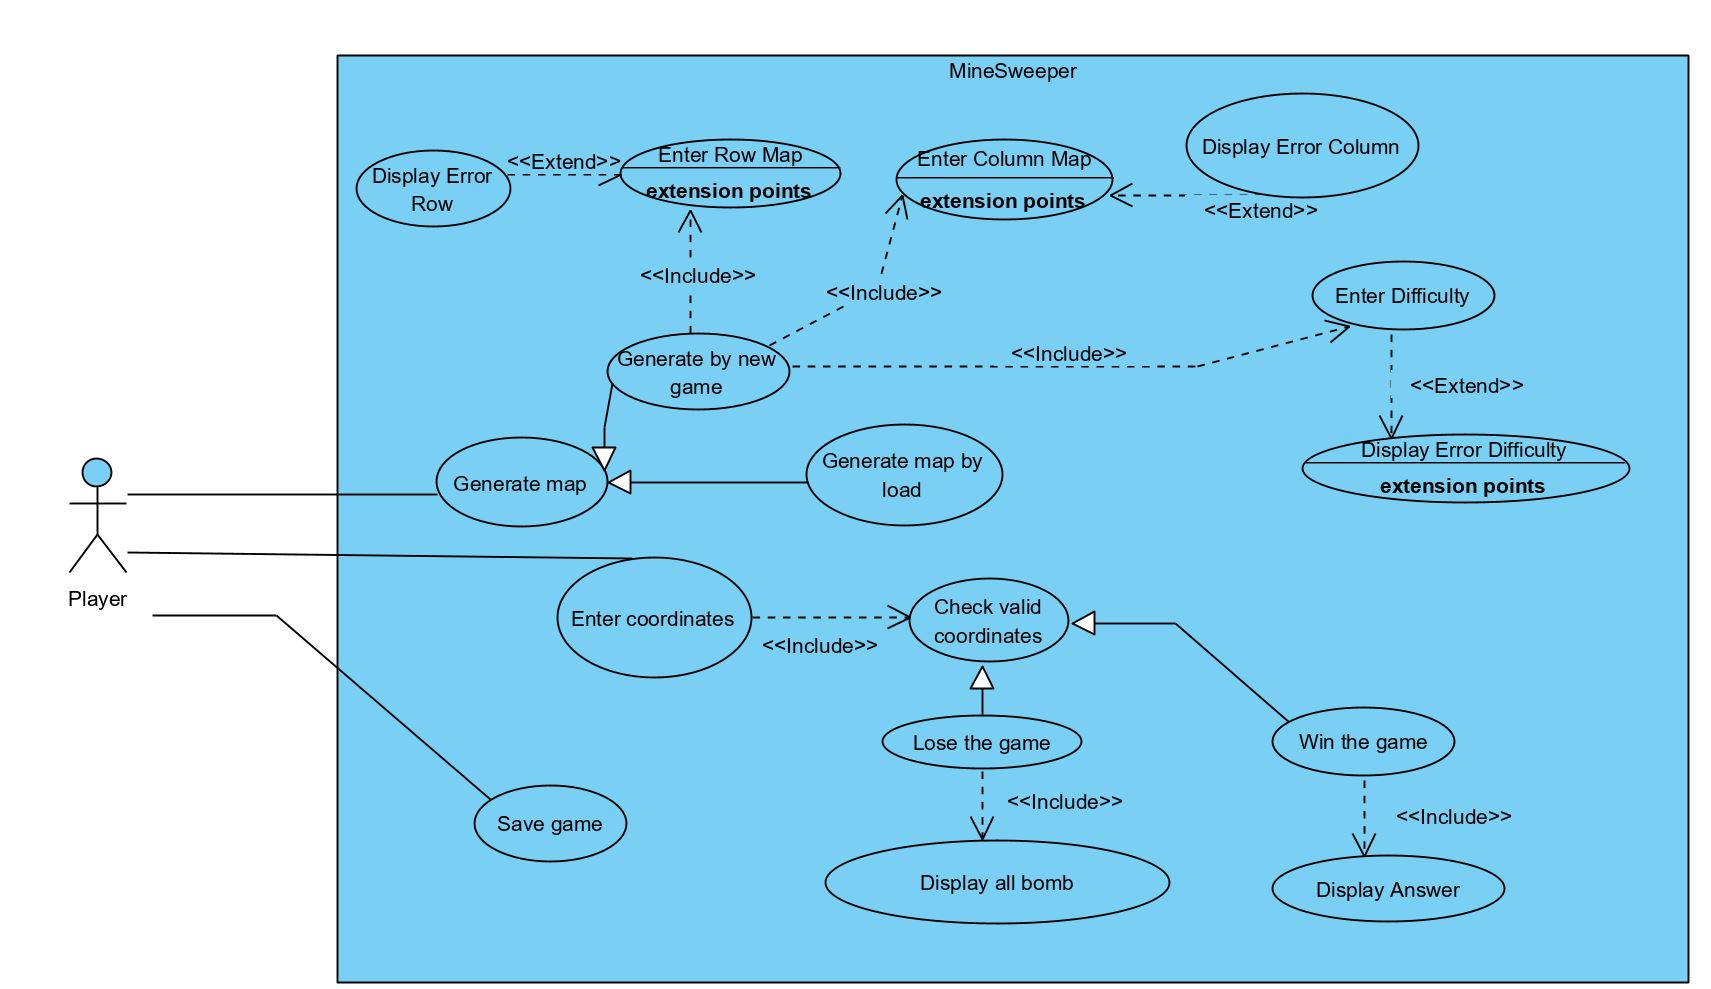 MineSweeper
Display Error
Row
<<Extend>>
Enter Row Map
extension points
Enter Column Map
extension points
Display Error Column
<<Extend>>
<<Include>>
<<Include>>
Enter Difficulty
<<Include>>
Generate by new
game
<<Extend>>
Display Error Difficulty
extension points
Generate map
Generate map by
load
Player
Enter coordinates
<<Include>>
Check valid
coordinates
Lose the game
Win the game
<<Include>>
<<Include>>
Save game
Display all bomb
Display Answer